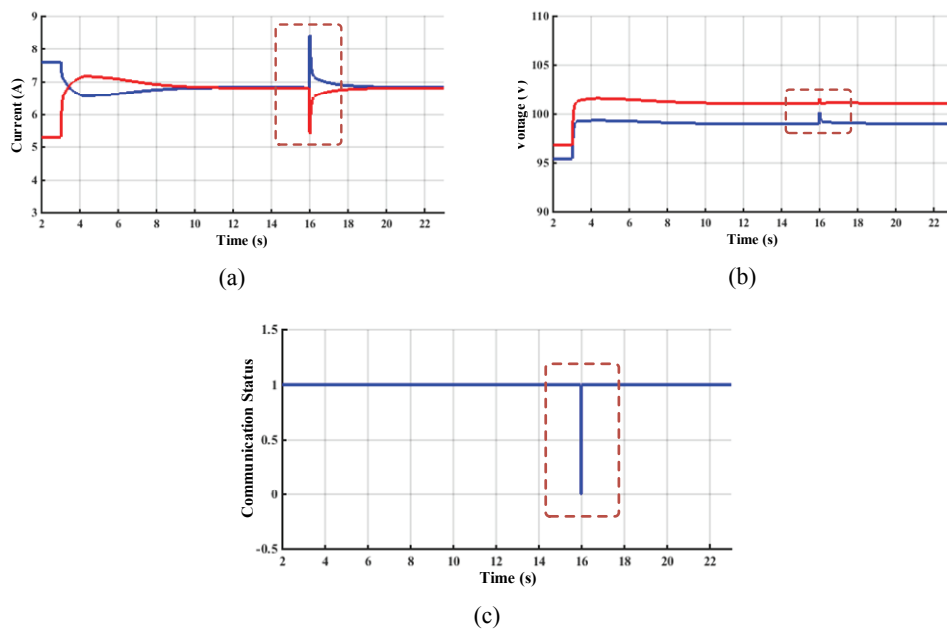 9
8
7
6
5
4
3
Current (A)
2 4 6 8 10 12 14 16 18 20 22
Time (s)
(a)
110
105
100
95
90
Voltage (V)
2 4 6 8 10 12 14 16 18 20 22
Time (s)
(b)
1.5
1
0.5
0
-0.5
Communication Status
2 4 6 8 10 12 14 16 18 20 22
Time (s)
(c)